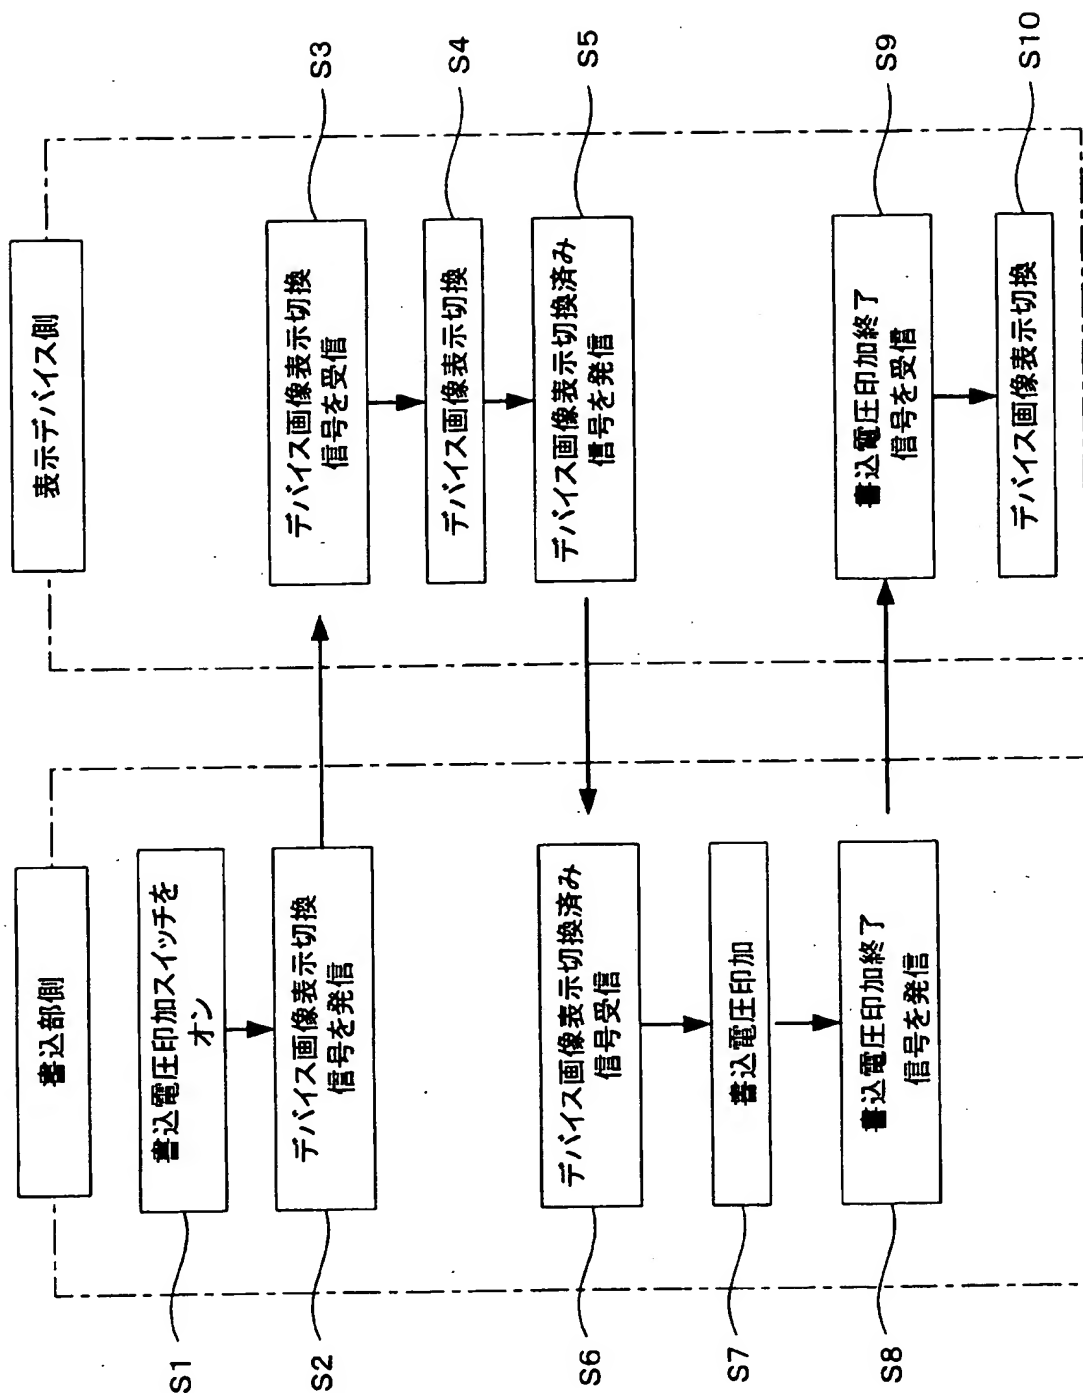 書込部側
S1
書込電圧印加スイッチを
オン
S2
デバイス画像表示切換
信号を発信
S6
デバイス画像表示切換済み
信号受信
S7
書込電圧印加
S8
書込電圧印加終了
信号を発信
表示デバイス側
デバイス画像表示切換
信号を受信
S3
デバイス画像表示切換
S4
デバイス画像表示切換済み
信号を発信
S5
書込電圧印加終了
信号を受信
S9
デバイス画像表示切換
S10